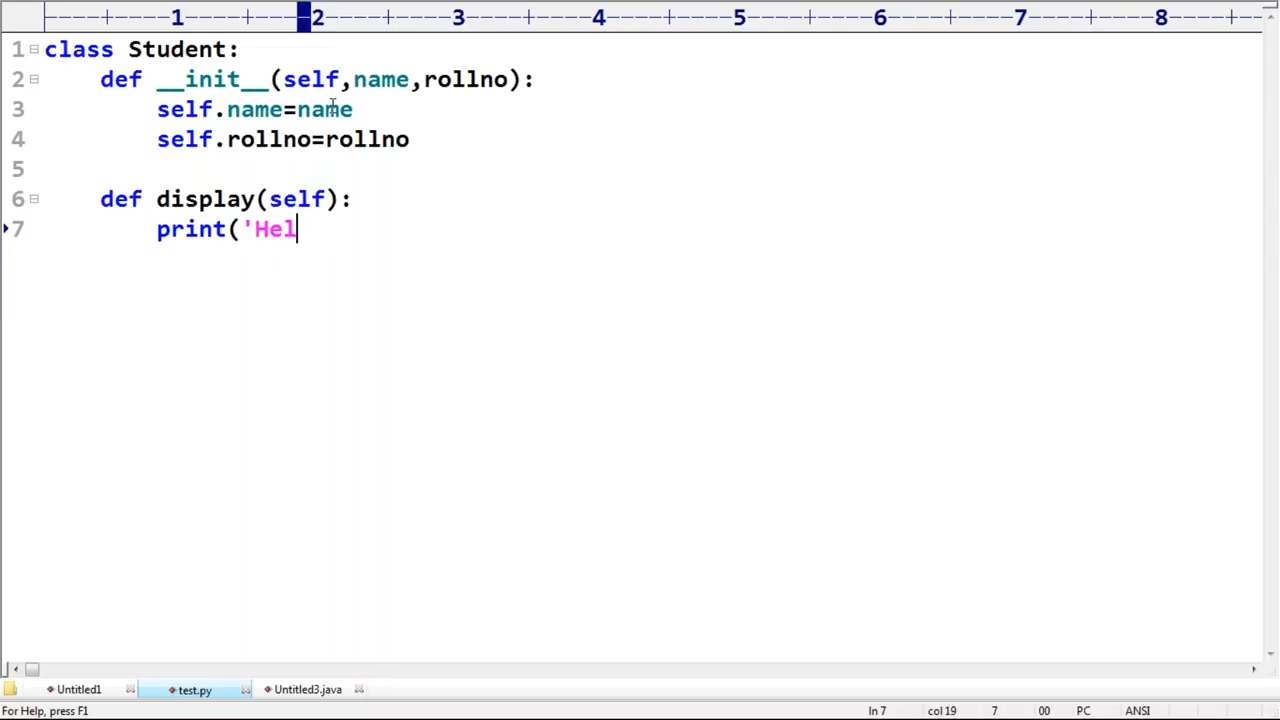 1 2 3 4 5 6 7 8
1 class Student:
2 def __init__(self,name,rollno):
3 self.name=name
4 self.rollno=rollno
5
6 def display(self):
7 print('Hel
Untitled1 test.py Untitled3.java
For Help, press F1 ln 7 col 19 7 00 PC ANSI